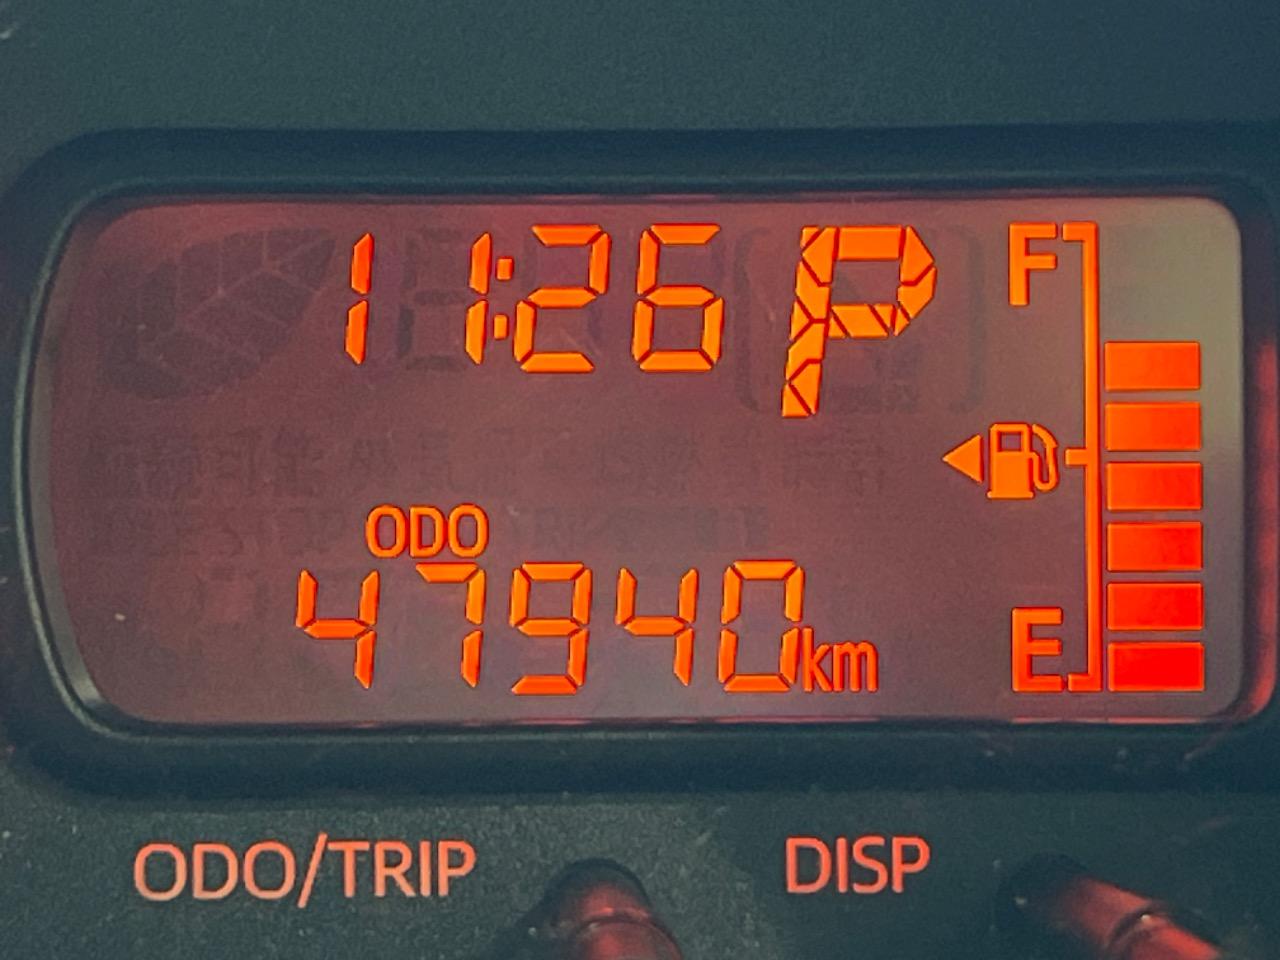 11:26 P
F
ODO
47940km
E
ODO/TRIP
DISP